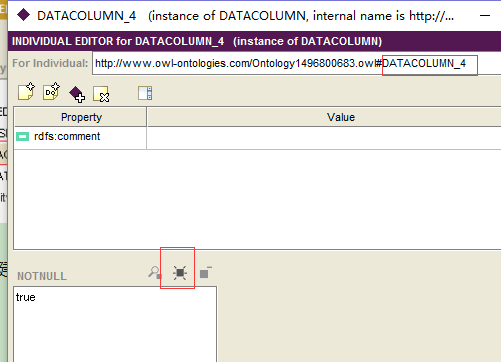 DATACOLUMN_4 (instance of DATACOLUMN, internal name is http://...
INDIVIDUAL EDITOR for DATACOLUMN_4 (instance of DATACOLUMN)
For Individual: http://www.owl-ontologies.com/Ontology1496800683.owl#DATACOLUMN_4
Property Value
rdfs:comment
NOTNULL
true